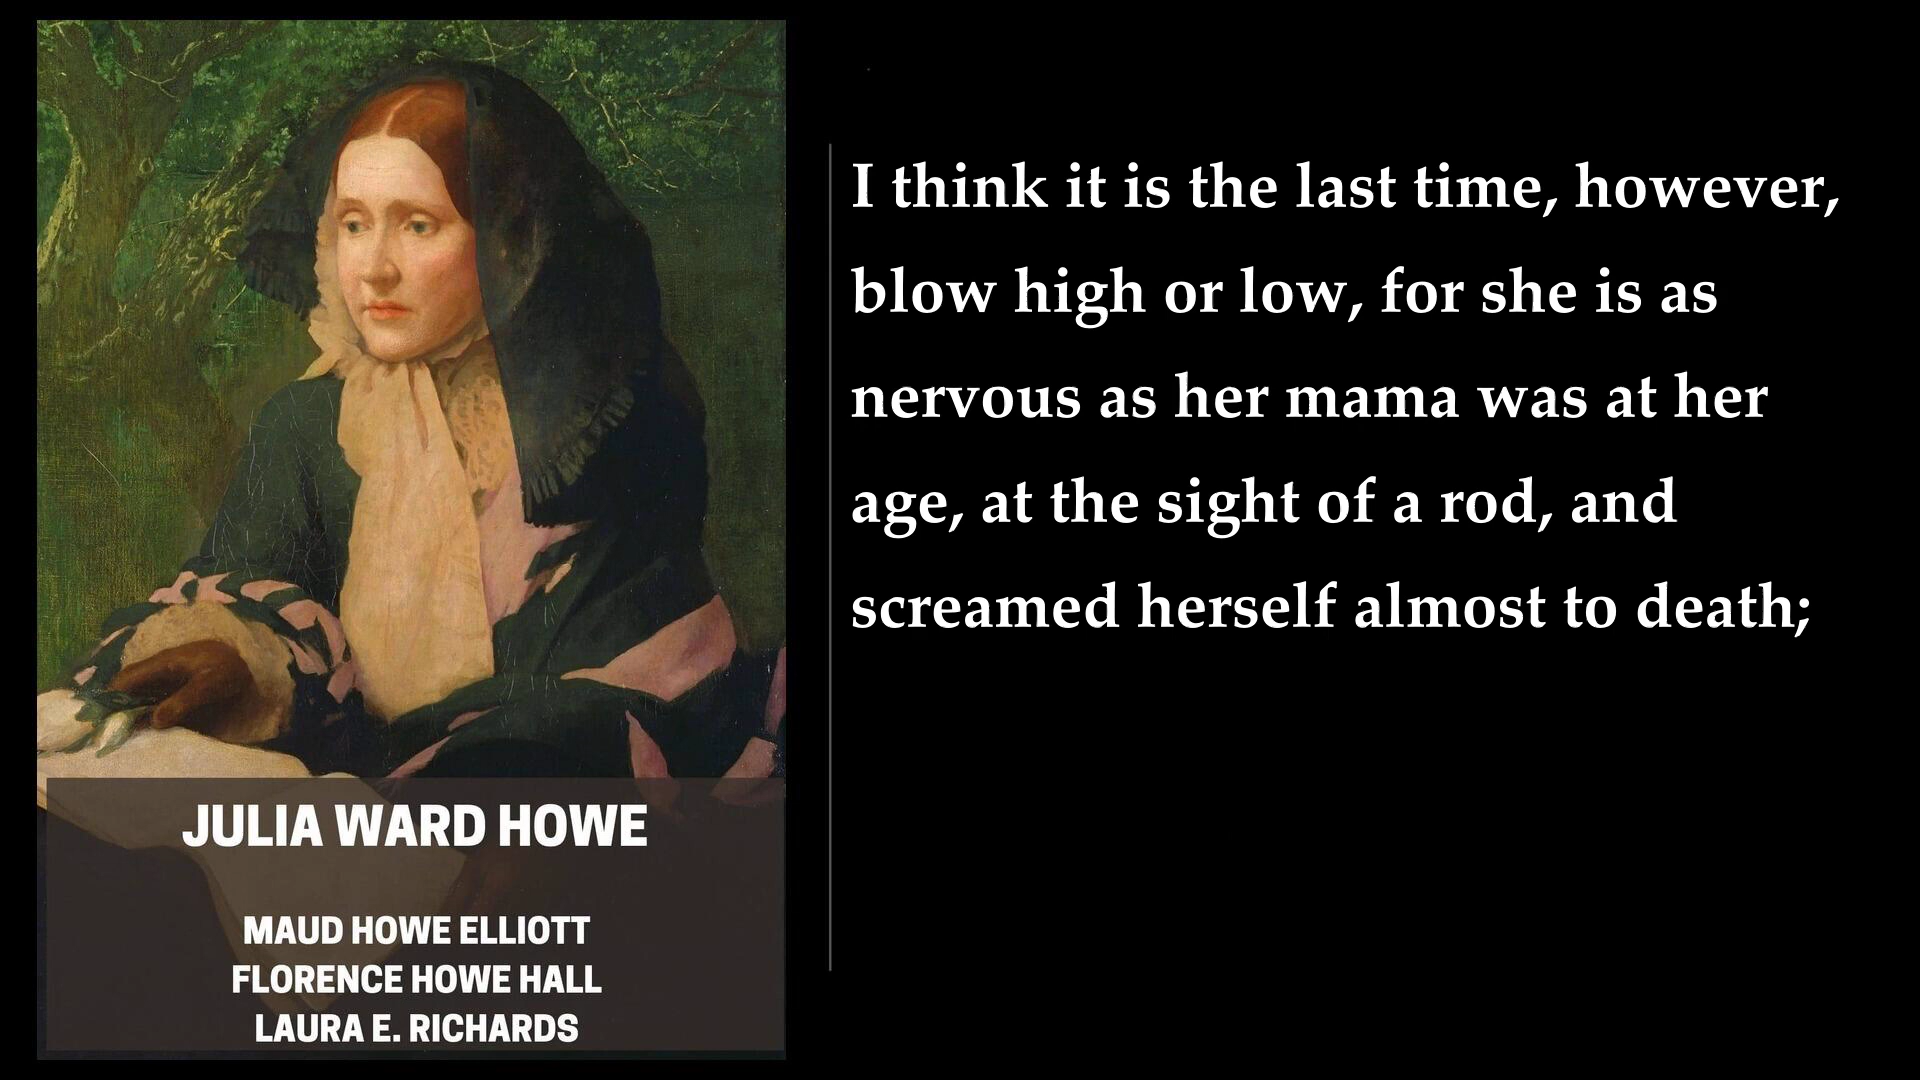 I think it is the last time, however,
blow high or low, for she is as
nervous as her mama was at her
age, at the sight of a rod, and
screamed herself almost to death;
JULIA WARD HOWE
MAUD HOWE ELLIOTT
FLORENCE HOWE HALL
LAURA E. RICHARDS